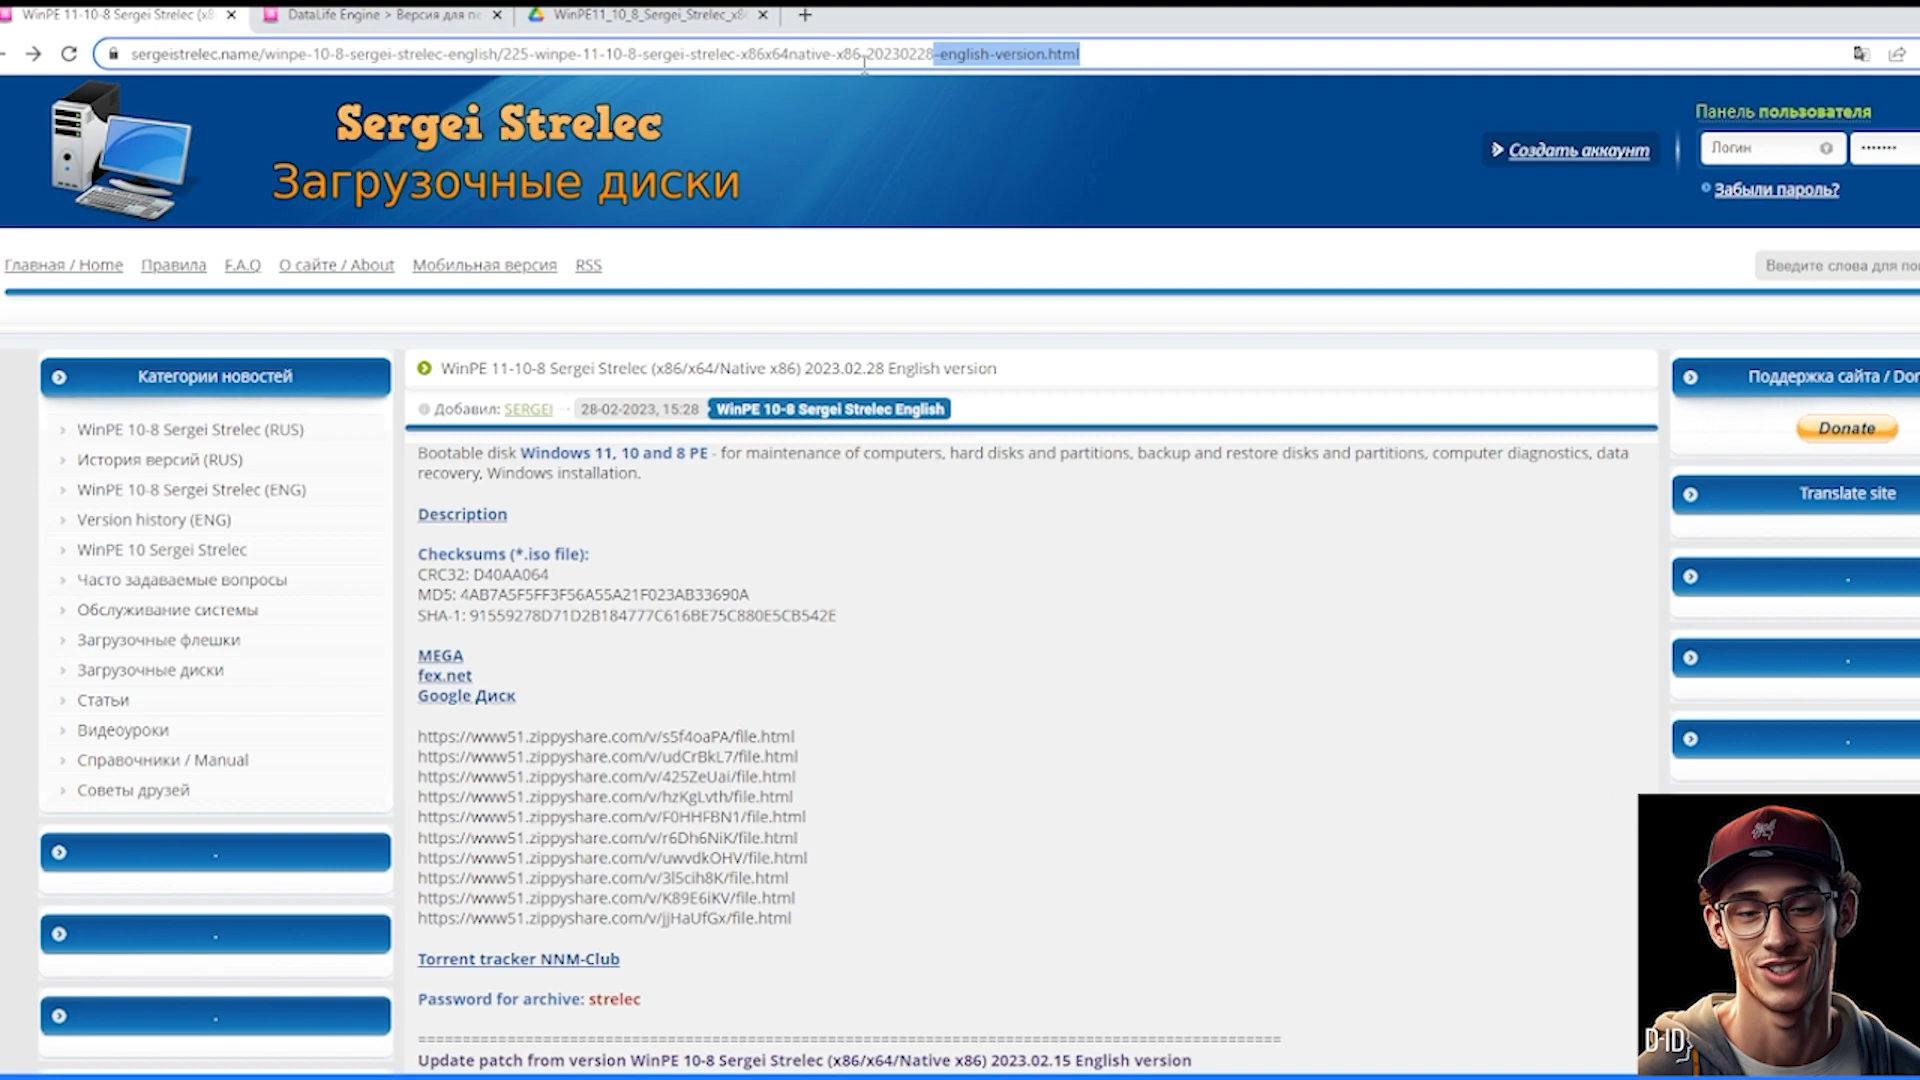 WinPE 11-10-8 Sergei Strelec (x8
DataLife Engine > Версия для пе
WinPE11_10_8_Sergei_Strelec_x8
sergeistrelec.name/winpe-10-8-sergei-strelec-english/225-winpe-11-10-8-sergei-strelec-x86x64native-x86-20230228-english-version.html
Sergei Strelec
Загрузочные диски
Создать аккаунт
Панель пользователя
Логин
Забыли пароль?
Главная / Home
Правила
F.A.Q
О сайте / About
Мобильная версия
RSS
Введите слова для по
Категории новостей
WinPE 10-8 Sergei Strelec (RUS)
История версий (RUS)
WinPE 10-8 Sergei Strelec (ENG)
Version history (ENG)
WinPE 10 Sergei Strelec
Часто задаваемые вопросы
Обслуживание системы
Загрузочные флешки
Загрузочные диски
Статьи
Видеоуроки
Справочники / Manual
Советы друзей
WinPE 11-10-8 Sergei Strelec (x86/x64/Native x86) 2023.02.28 English version
Добавил: SERGEI 28-02-2023, 15:28 WinPE 10-8 Sergei Strelec English
Bootable disk Windows 11, 10 and 8 PE - for maintenance of computers, hard disks and partitions, backup and restore disks and partitions, computer diagnostics, data
recovery, Windows installation.
Description
Checksums (*.iso file):
CRC32: D40AA064
MD5: 4AB7A5F5FF3F56A55A21F023AB33690A
SHA-1: 91559278D71D2B184777C616BE75C880E5CB542E
MEGA
fex.net
Google Диск
https://www51.zippyshare.com/v/s5f4oaPA/file.html
https://www51.zippyshare.com/v/udCrBkL7/file.html
https://www51.zippyshare.com/v/425ZeUai/file.html
https://www51.zippyshare.com/v/hzKgLvth/file.html
https://www51.zippyshare.com/v/F0HHFBN1/file.html
https://www51.zippyshare.com/v/r6Dh6NiK/file.html
https://www51.zippyshare.com/v/uwvdkOHV/file.html
https://www51.zippyshare.com/v/3l5cih8K/file.html
https://www51.zippyshare.com/v/K89E6iKV/file.html
https://www51.zippyshare.com/v/jjHaUfGx/file.html
Torrent tracker NNM-Club
Password for archive: strelec
Update patch from version WinPE 10-8 Sergei Strelec (x86/x64/Native x86) 2023.02.15 English version
Поддержка сайта / Don
Donate
Translate site
D-ID